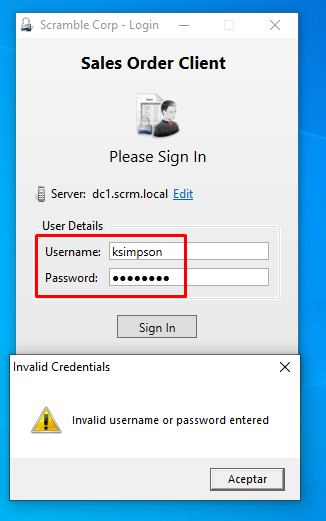 Scramble Corp - Login
Sales Order Client
Please Sign In
Server: dc1.scrm.local Edit
User Details
Username: ksimpson
Password: ●●●●●●●●
Sign In
Invalid Credentials
Invalid username or password entered
Aceptar